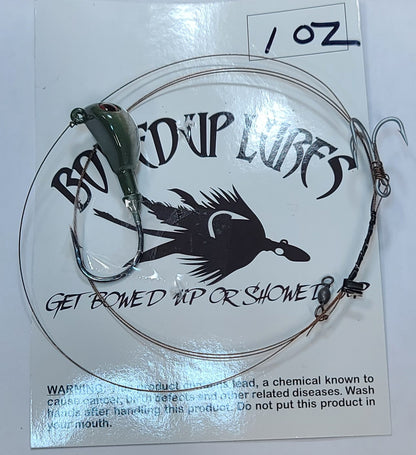 1 OZ
BOWED UP LURES
GET BOWED UP OR SHOWED
WARNING: product contains lead, a chemical known to
cause cancer, birth defects and other related diseases. Wash
hands after handling this product. Do not put this product in
your mouth.